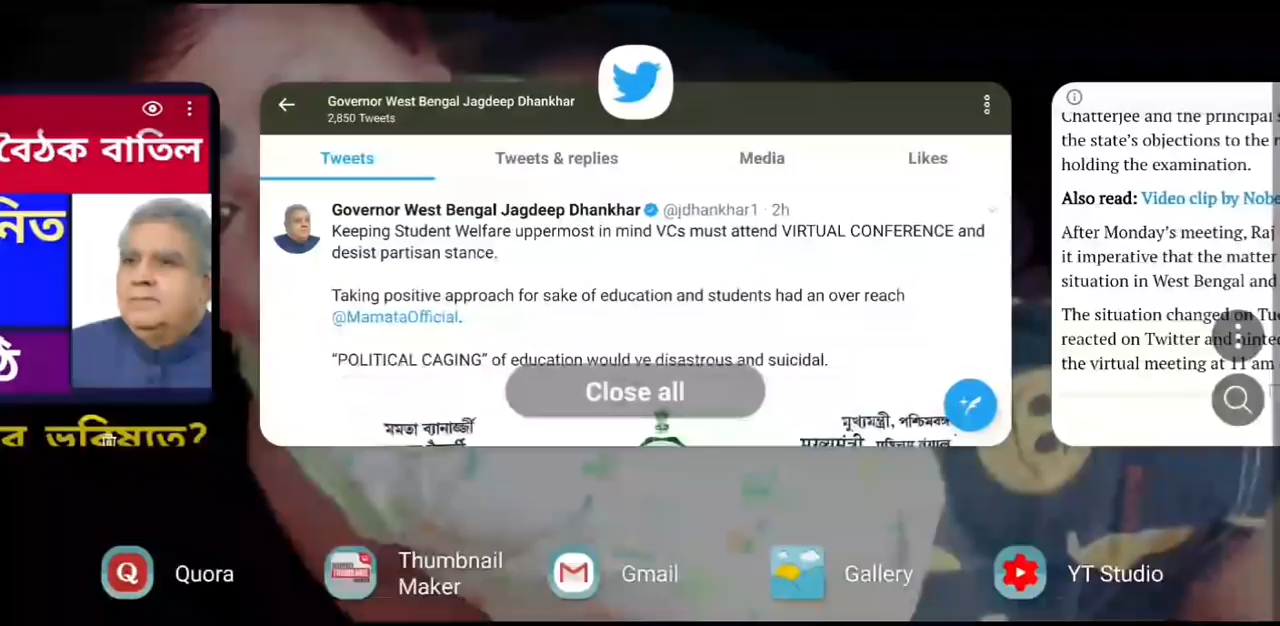 বৈঠক বাতিল
Governor West Bengal Jagdeep Dhankhar
2,850 Tweets
Tweets
Tweets & replies
Media
Likes
Governor West Bengal Jagdeep Dhankhar @jdhankhar1 · 2h
Keeping Student Welfare uppermost in mind VCs must attend VIRTUAL CONFERENCE and
desist partisan stance.
Taking positive approach for sake of education and students had an over reach
@MamataOfficial.
“POLITICAL CAGING” of education would ve disastrous and suicidal.
Close all
মমতা ব্যানার্জী
মুখ্যমন্ত্রী, পশ্চিমবঙ্গ
Chatterjee and the principal
the state’s objections to the
holding the examination.
Also read: Video clip by
After Monday’s meeting, Raj
it imperative that the matter
situation in West Bengal and
The situation changed on
reacted on Twitter and
the virtual meeting at 11 am
ভবিষ্যত?
Quora
Thumbnail
Maker
Gmail
Gallery
YT Studio